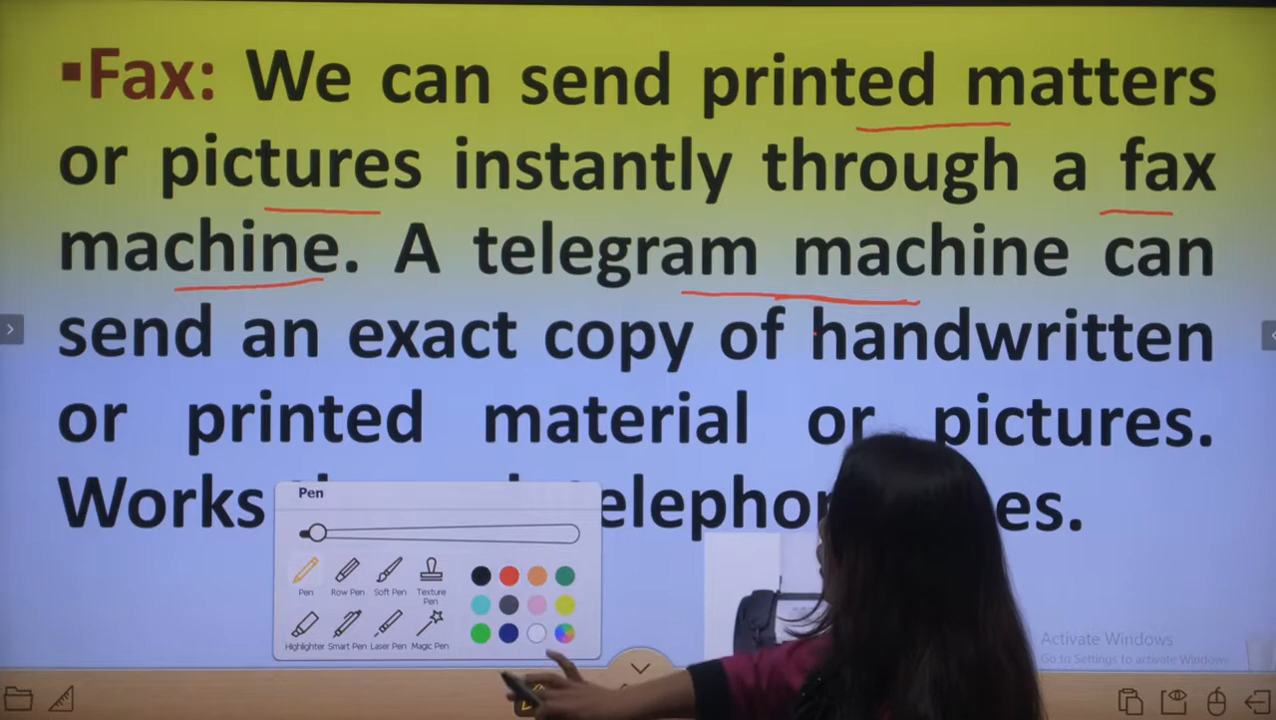 ▪Fax: We can send printed matters
or pictures instantly through a fax
machine. A telegram machine can
send an exact copy of handwritten
or printed material or pictures.
Works
Pen
Pen
Row Pen
Soft Pen
Texture Pen
Highlighter
Smart Pen
Laser Pen
Magic Pen
Activate Windows
Go to Settings to activate Windows.